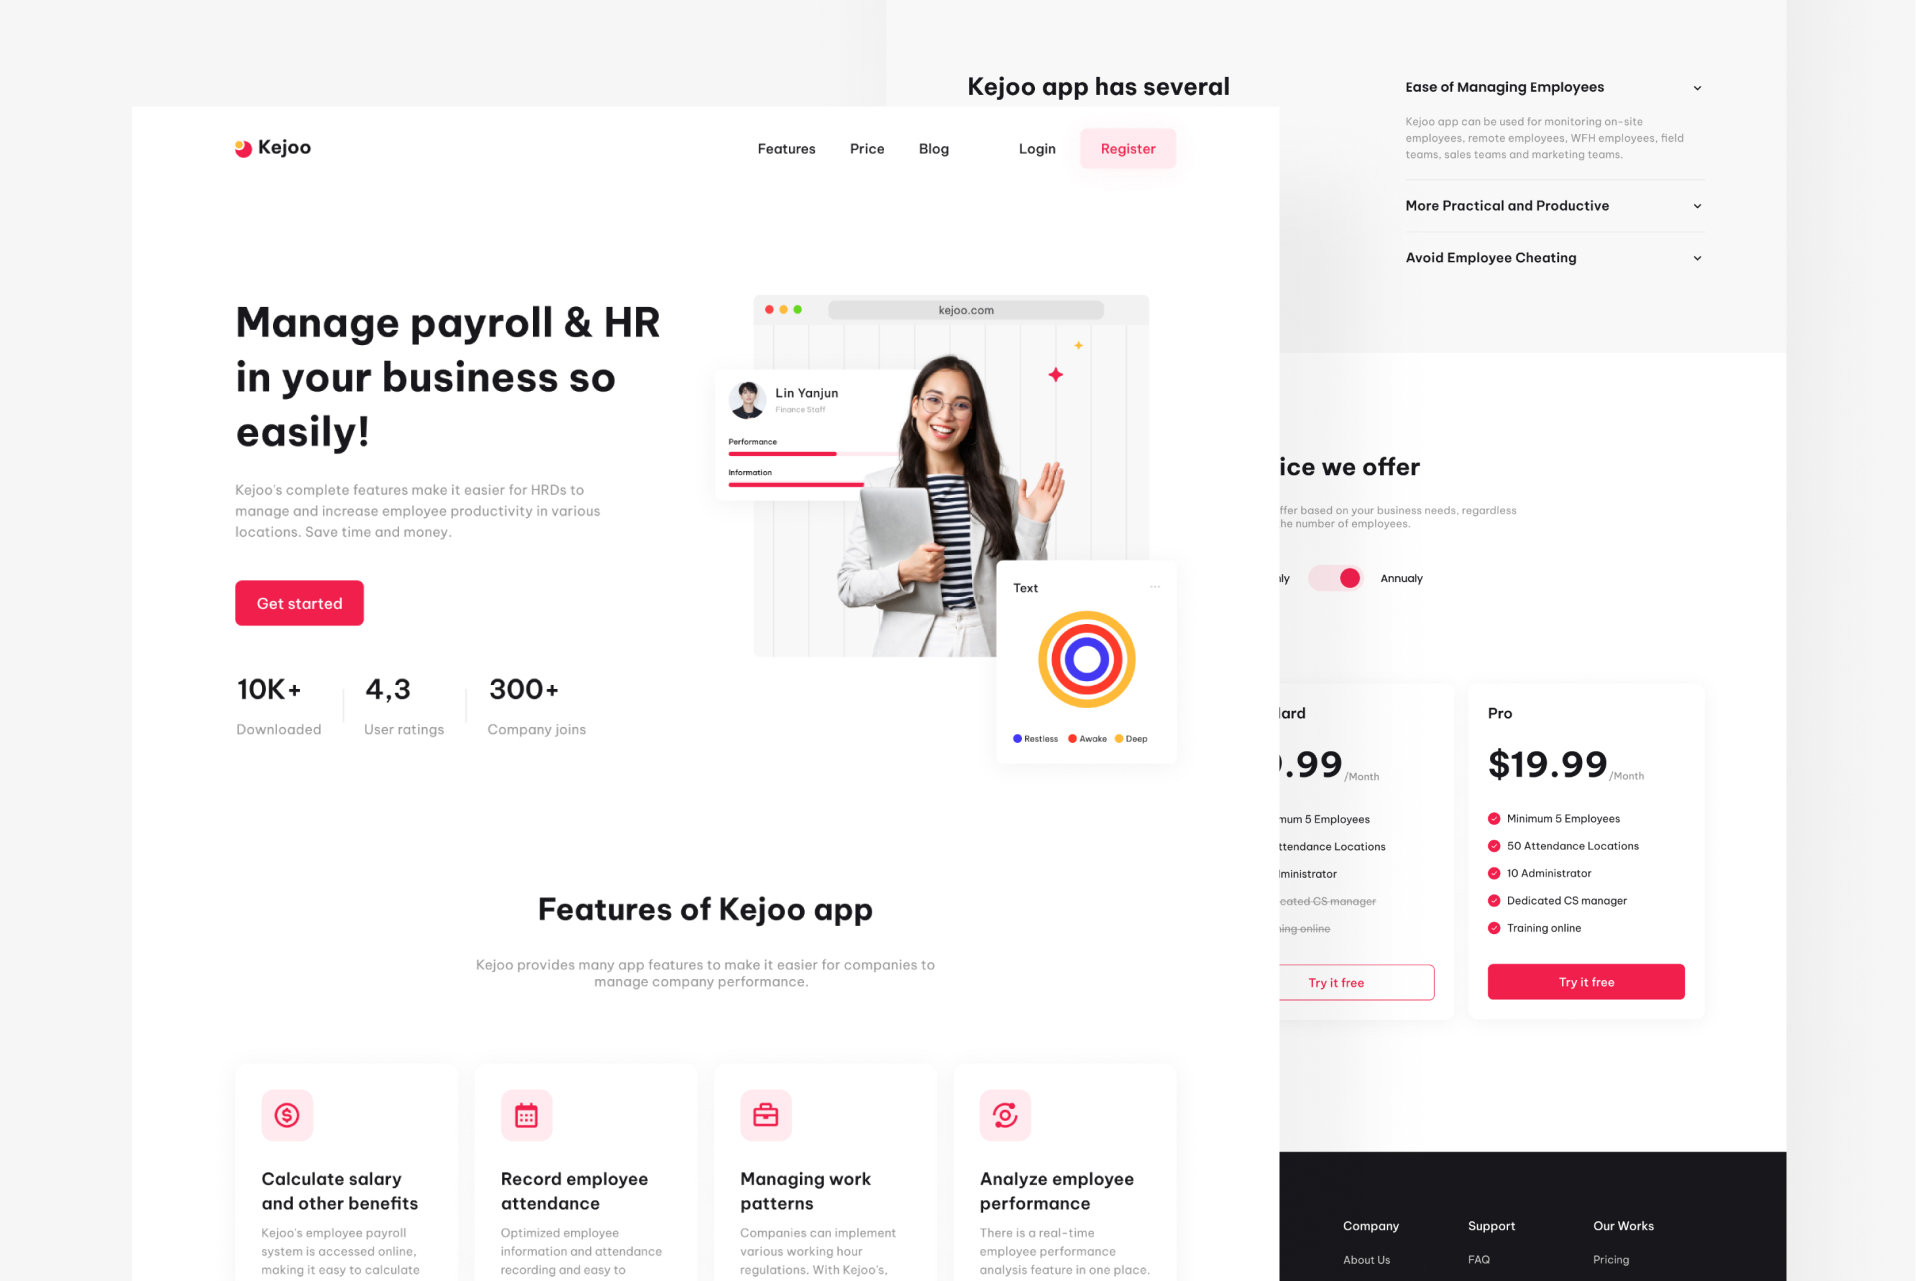 Kejoo
Features
Price
Blog
Login
Register
Manage payroll & HR
in your business so
easily!
Kejoo's complete features make it easier for HRDs to
manage and increase employee productivity in various
locations. Save time and money.
Get started
10K+
Downloaded
4,3
User ratings
300+
Company joins
kejoo.com
Lin Yanjun
Finance Staff
Performance
Information
Text
Restless
Awake
Deep
Features of Kejoo app
Kejoo provides many app features to make it easier for companies to
manage company performance.
Calculate salary
and other benefits
Kejoo's employee payroll
system is accessed online,
making it easy to calculate
Record employee
attendance
Optimized employee
information and attendance
recording and easy to
Managing work
patterns
Companies can implement
various working hour
regulations. With Kejoo's,
Analyze employee
performance
There is a real-time
employee performance
analysis feature in one place.
Kejoo app has several
Ease of Managing Employees
Kejoo app can be used for monitoring on-site
employees, remote employees, WFH employees, field
teams, sales teams and marketing teams.
More Practical and Productive
Avoid Employee Cheating
we offer
based on your business needs, regardless
the number of employees.
Annualy
.99
/Month
5 Employees
Locations
CS manager
online
Try it free
Pro
$19.99
/Month
Minimum 5 Employees
50 Attendance Locations
10 Administrator
Dedicated CS manager
Training online
Try it free
Company
About Us
Support
FAQ
Our Works
Pricing